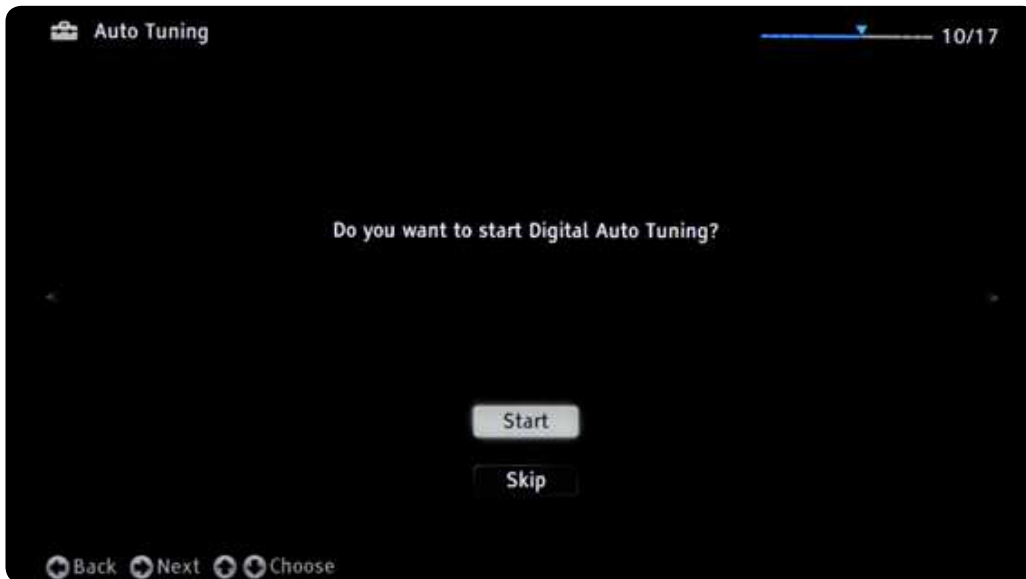 Auto Tuning
10/17
Do you want to start Digital Auto Tuning?
Start
Skip
Back Next Choose